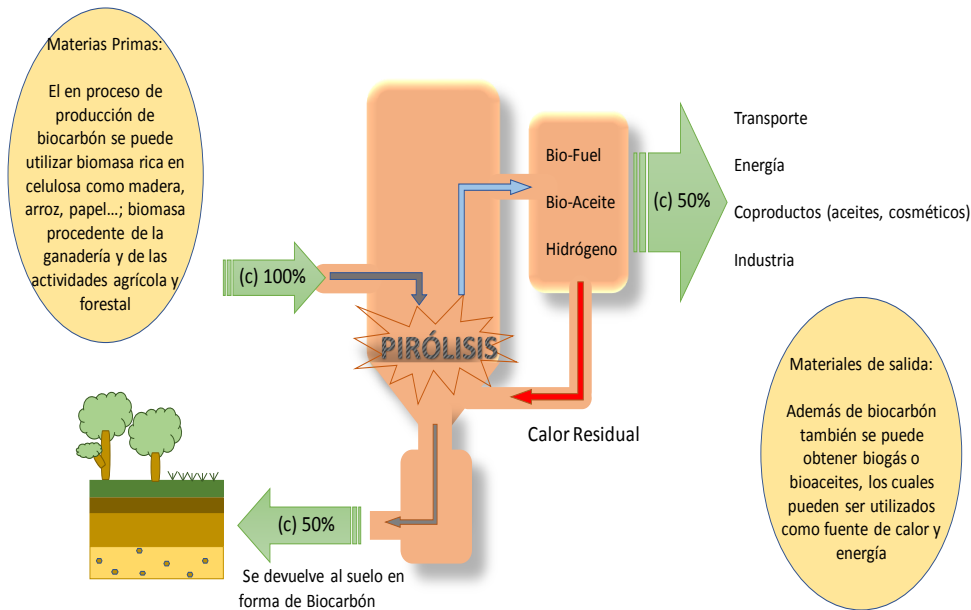 Materias Primas:
El en proceso de
producción de
biocarbón se puede
utilizar biomasa rica en
celulosa como madera,
arroz, papel...; biomasa
procedente de la
ganadería y de las
actividades agrícola y
forestal
(c) 100%
PIRÓLISIS
Bio-Fuel
Bio-Aceite
Hidrógeno
(c) 50%
Transporte
Energía
Coproductos (aceites, cosméticos)
Industria
Calor Residual
(c) 50%
Se devuelve al suelo en
forma de Biocarbón
Materiales de salida:
Además de biocarbón
también se puede
obtener biogás o
bioaceites, los cuales
pueden ser utilizados
como fuente de calor y
energía